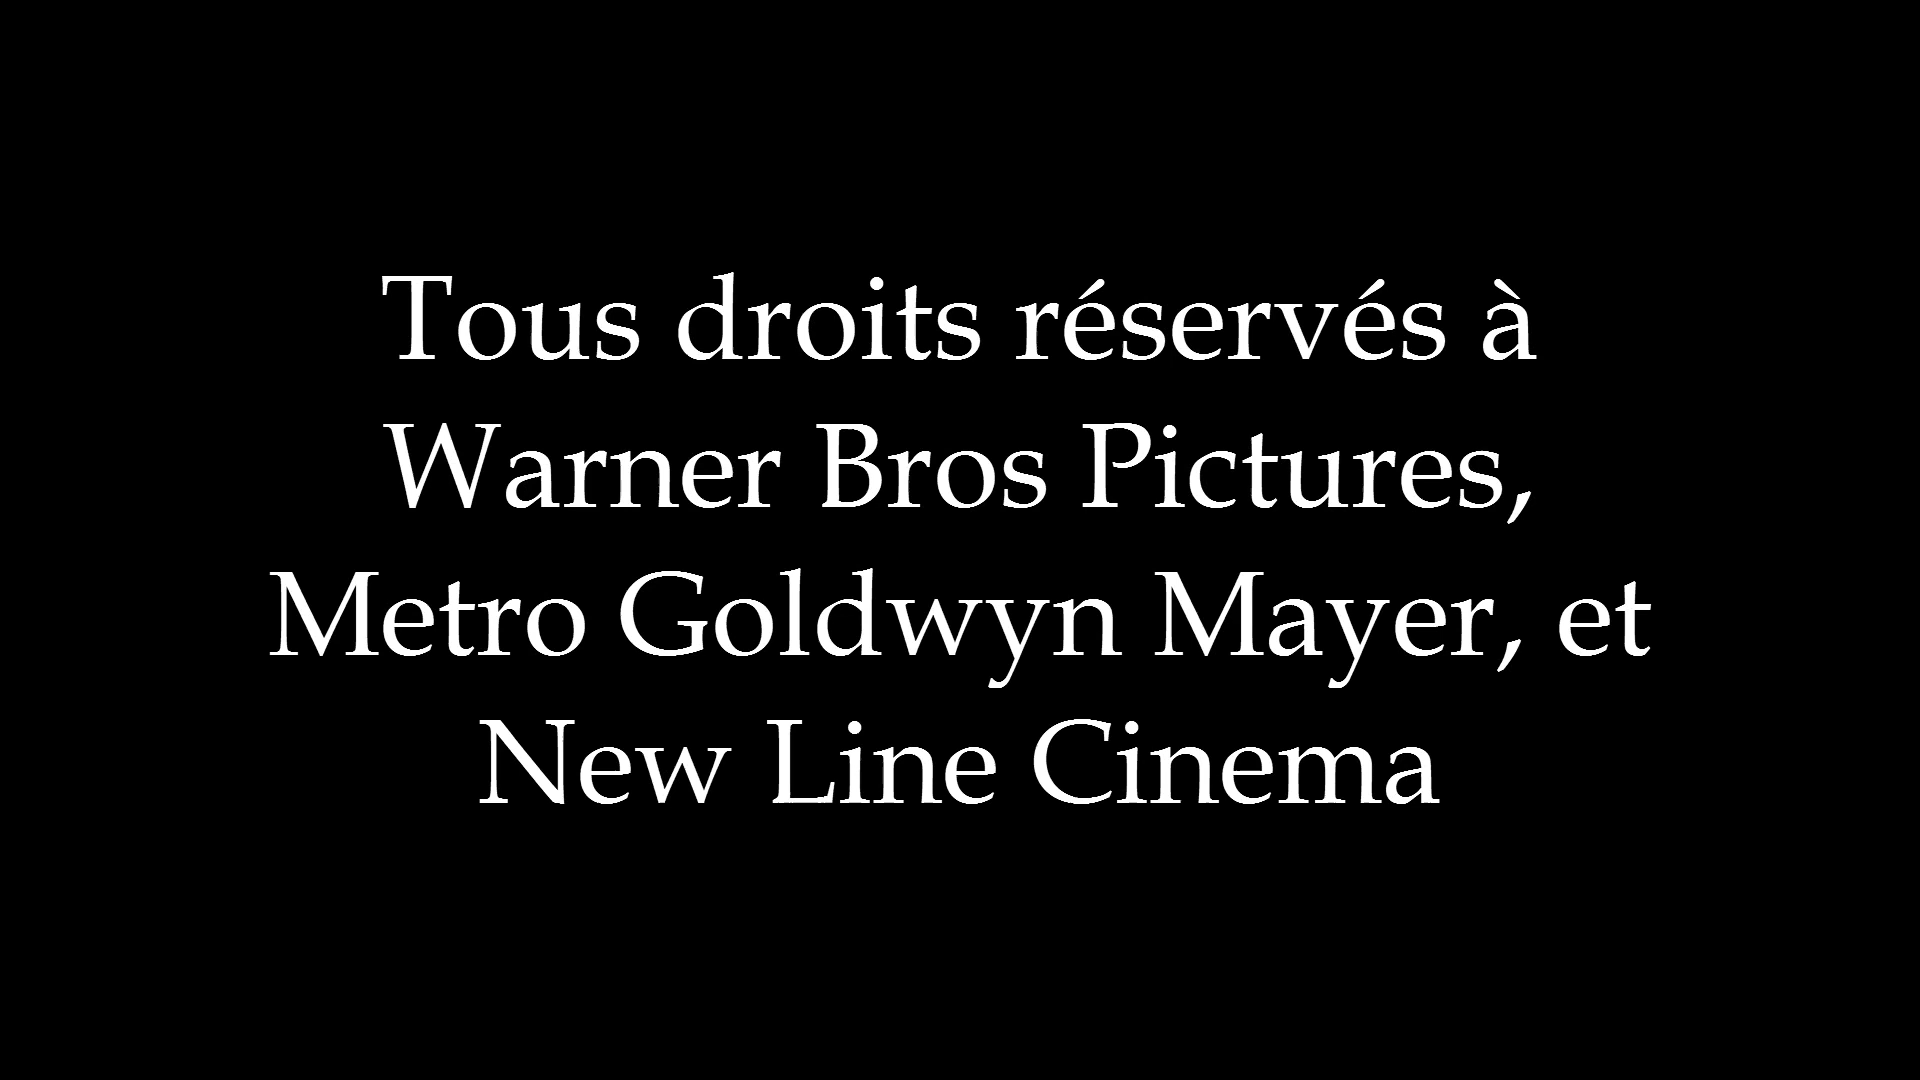 Tous droits réservés à
Warner Bros Pictures,
Metro Goldwyn Mayer, et
New Line Cinema